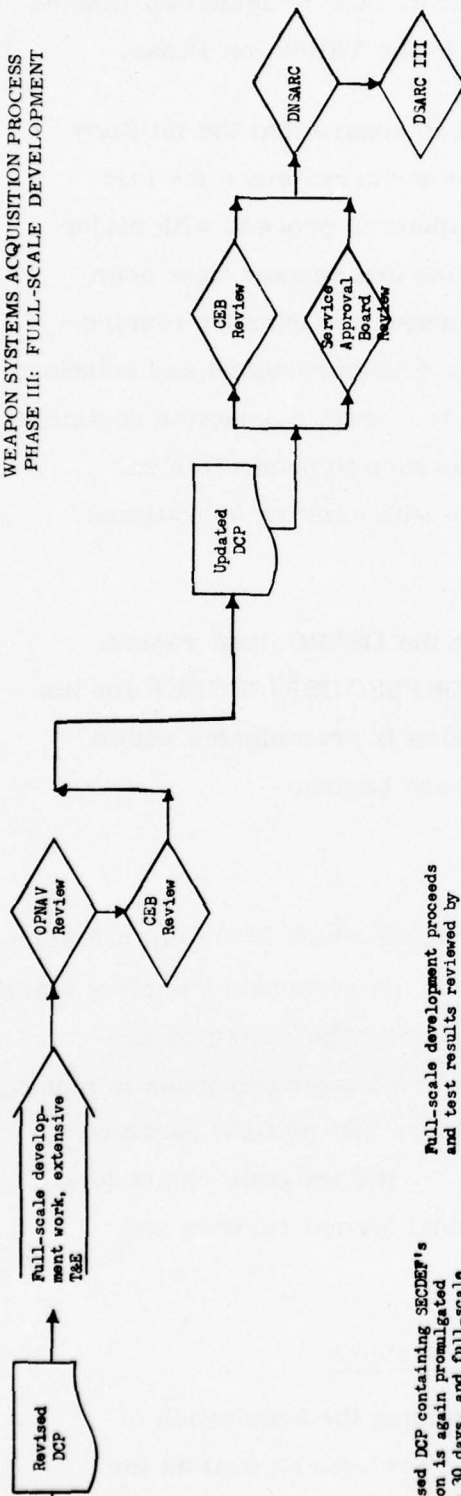 WEAPON SYSTEMS ACQUISITION PROCESS
PHASE III: FULL-SCALE DEVELOPMENT
Revised
DCP
Full-scale develop-
ment work, extensive
T&E
OPNAV
Review
CEB
Review
Updated
DCP
CEB
Review
Service
Approval
Board
Review
DNSARC
DSARC III
sed DCP containing SECDEF's
on is again promulgated
30 days, and full-scale
Full-scale development proceeds
and test results reviewed by